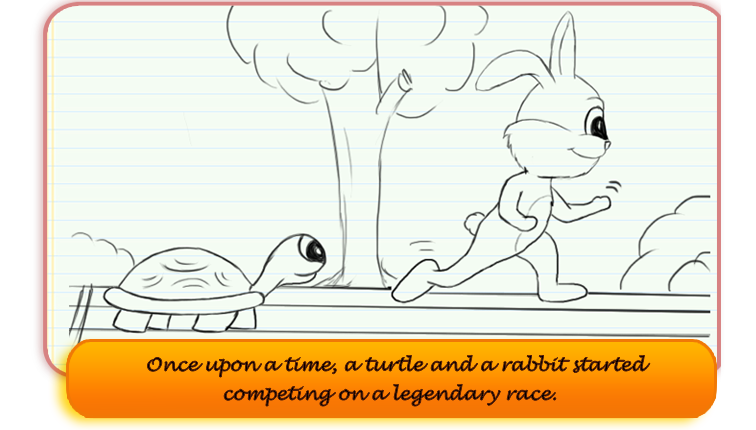 Once upon a time, a turtle and a rabbit started
competing on a legendary race.